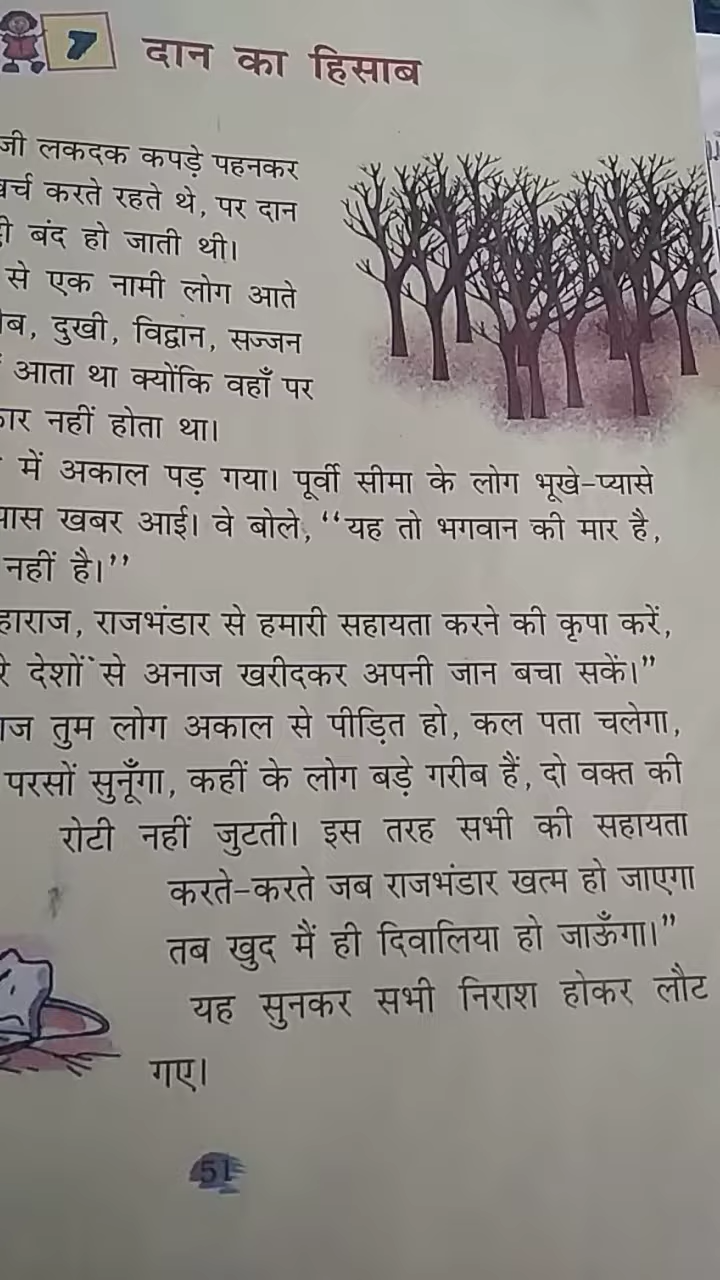 7 दान का हिसाब
जी लकदक कपड़े पहनकर
खर्च करते रहते थे, पर दान
बंद हो जाती थी।
से एक नामी लोग आते
दुखी, विद्वान, सज्जन
आता था क्योंकि वहाँ पर
नहीं होता था।
में अकाल पड़ गया। पूर्वी सीमा के लोग भूखे-प्यासे
खबर आई। वे बोले, ‘‘यह तो भगवान की मार है,
नहीं है।’’
राजभंडार से हमारी सहायता करने की कृपा करें,
देशों से अनाज खरीदकर अपनी जान बचा सकें।”
तुम लोग अकाल से पीड़ित हो, कल पता चलेगा,
परसों सुनूँगा, कहीं के लोग बड़े गरीब हैं, दो वक्त की
रोटी नहीं जुटती। इस तरह सभी की सहायता
करते-करते जब राजभंडार खत्म हो जाएगा
तब खुद मैं ही दिवालिया हो जाऊँगा।”
यह सुनकर सभी निराश होकर लौट
गए।
51